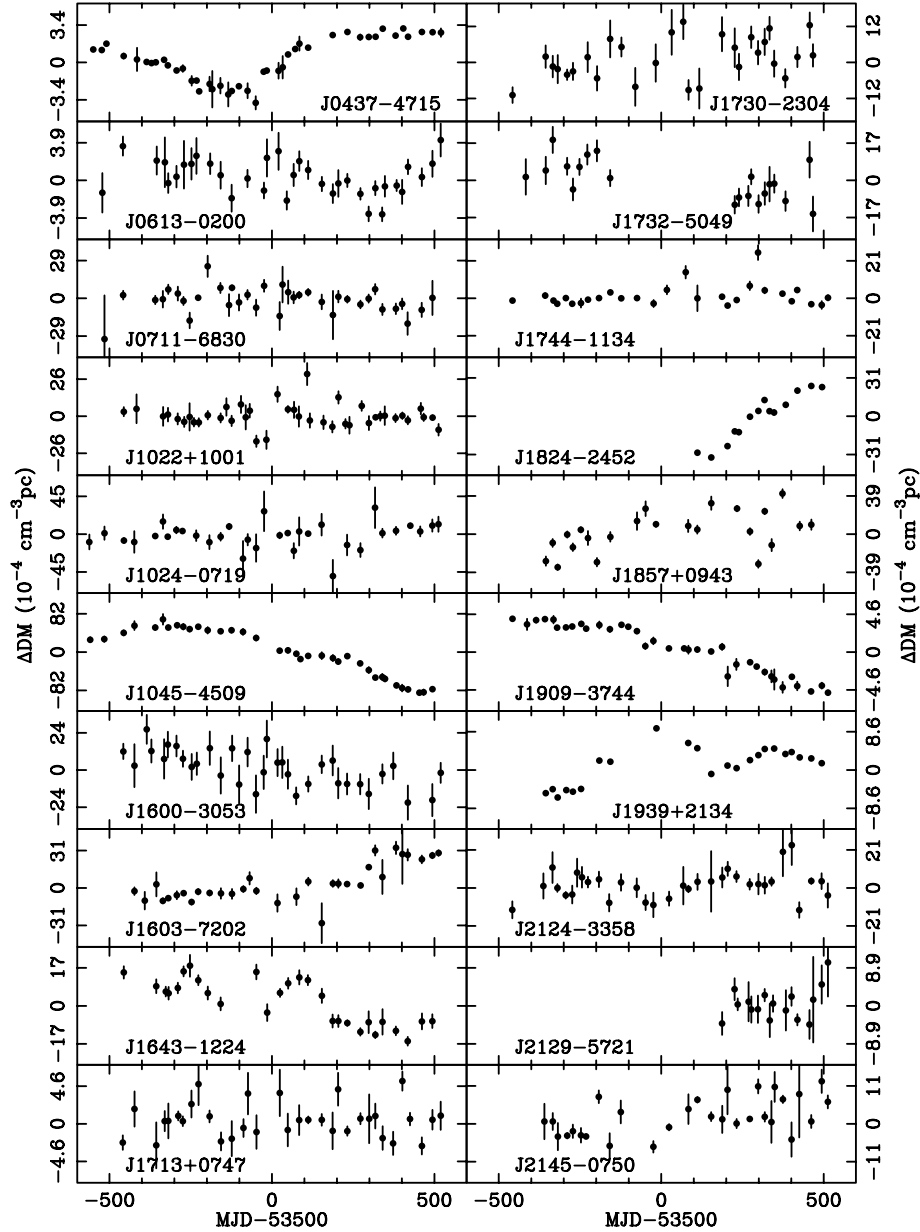 3.4
0
−3.4
J0437−4715
3.9
0
−3.9
J0613−0200
29
0
−29
J0711−6830
26
0
−26
J1022+1001
45
0
−45
J1024−0719
82
0
−82
J1045−4509
24
0
−24
J1600−3053
31
0
−31
J1603−7202
17
0
−17
J1643−1224
4.6
0
−4.6
J1713+0747
ΔDM (10⁻⁴ cm⁻³pc)
−500 0 500
MJD−53500
12
0
−12
J1730−2304
17
0
−17
J1732−5049
21
0
−21
J1744−1134
31
0
−31
J1824−2452
39
0
−39
J1857+0943
4.6
0
−4.6
J1909−3744
8.6
0
−8.6
J1939+2134
21
0
−21
J2124−3358
8.9
0
−8.9
J2129−5721
11
0
−11
J2145−0750
ΔDM (10⁻⁴ cm⁻³pc)
−500 0 500
MJD−53500